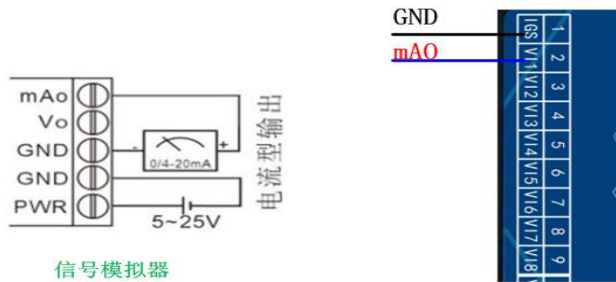 mAo
Vo
GND
GND
PWR
- +
0/4-20mA
5~25V
电流型输出
信号模拟器
GND
mAO
IGS 1
VI1 2
VI2 3
VI3 4
VI4 5
VI5 6
VI6 7
VI7 8
VI8 9